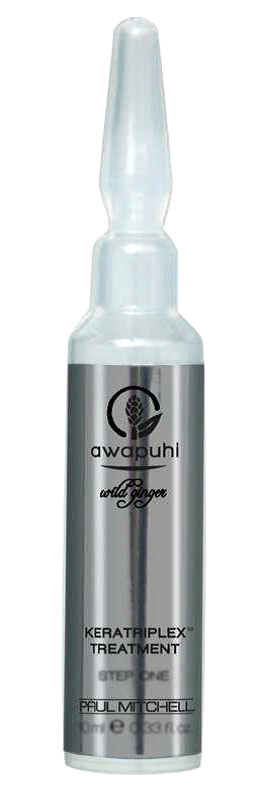 awapuhi
wild ginger
KERATRIPLEX™
TREATMENT
STEP ONE
PAUL MITCHELL
10ml ℮ 0.33 fl.oz.